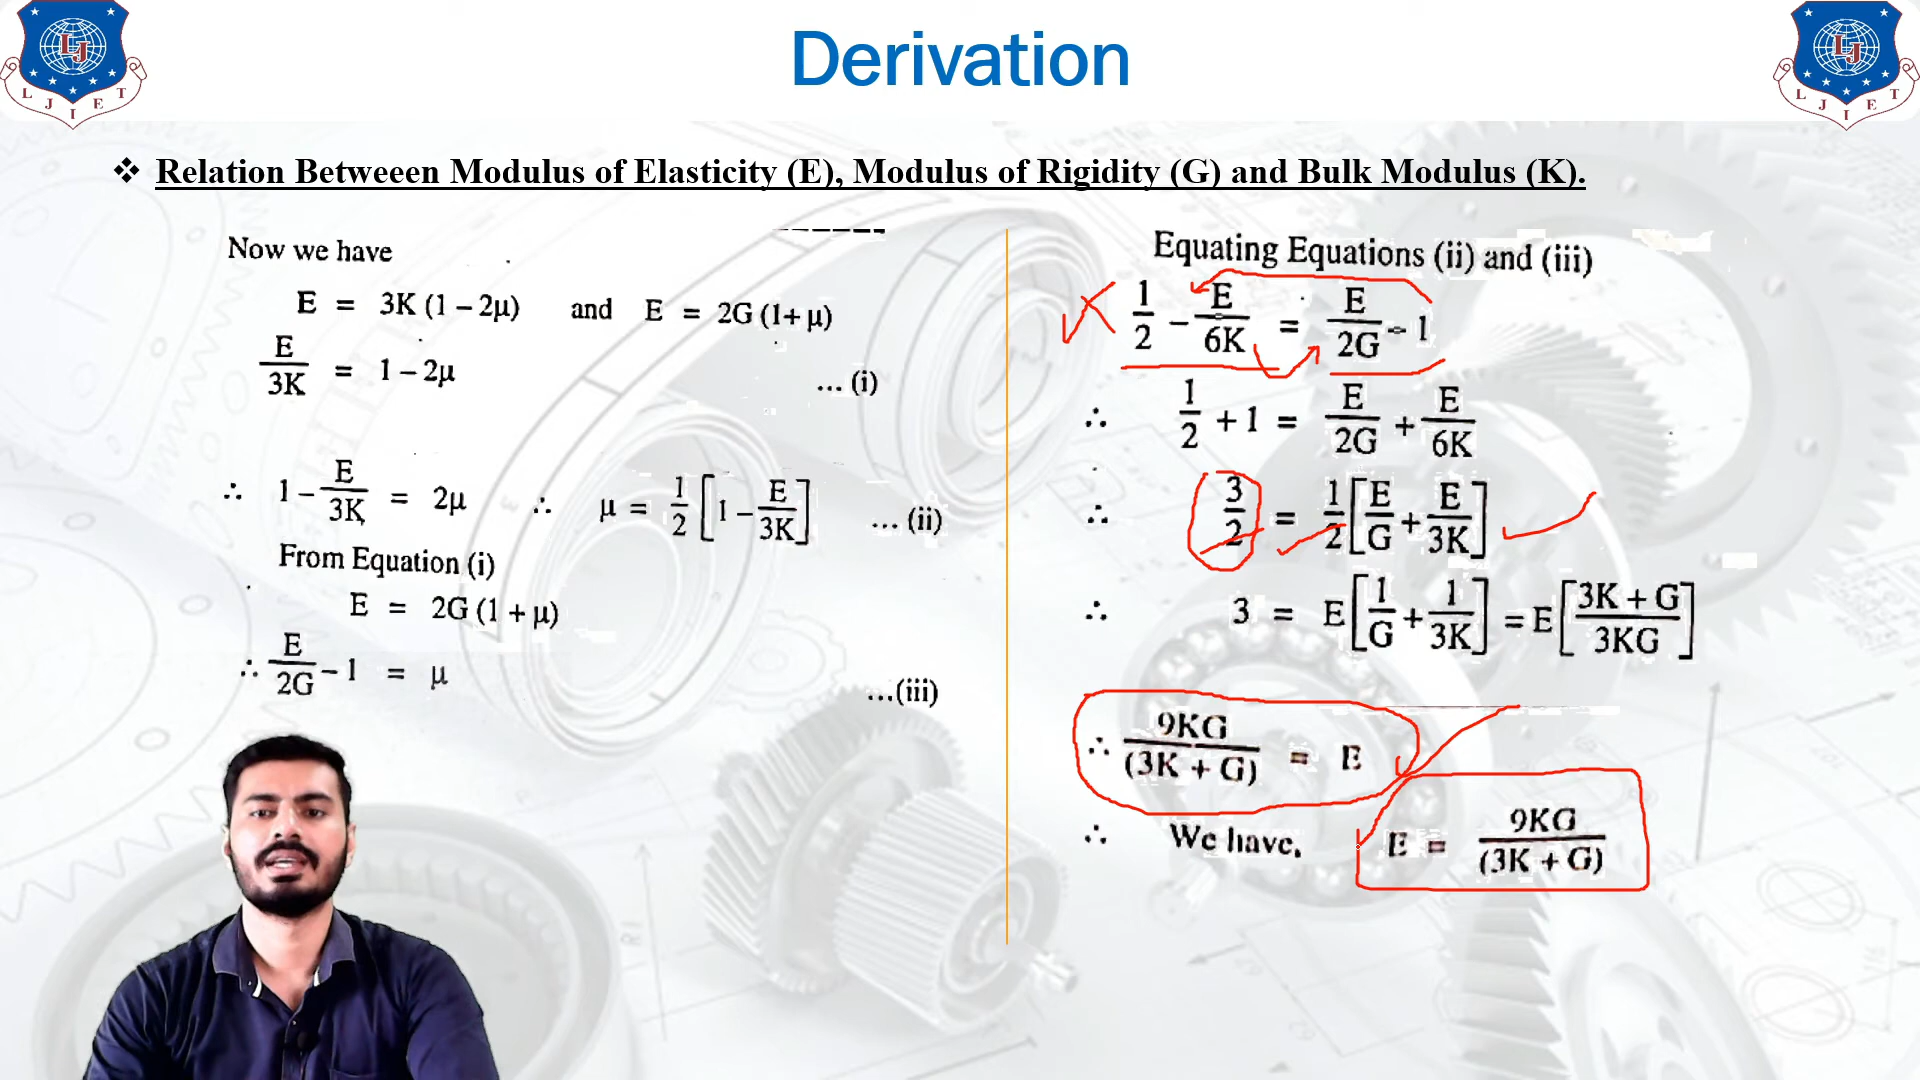 Derivation
LJ
L J I E T
LJ
L J I E T
❖ Relation Betweeen Modulus of Elasticity (E), Modulus of Rigidity (G) and Bulk Modulus (K).
Now we have
E = 3K (1 – 2μ) and E = 2G (1+ μ)
E/3K = 1 – 2μ ... (i)
∴ 1 – E/3K = 2μ ∴ μ = 1/2 [1 – E/3K] ... (ii)
From Equation (i)
E = 2G (1 + μ)
∴ E/2G – 1 = μ ...(iii)
Equating Equations (ii) and (iii)
1/2 – E/6K = E/2G – 1
∴ 1/2 + 1 = E/2G + E/6K
∴ 3/2 = 1/2 [E/G + E/3K]
∴ 3 = E [1/G + 1/3K] = E [3K + G/3KG]
∴ 9KG/(3K + G) = E
∴ We have, E = 9KG/(3K + G)